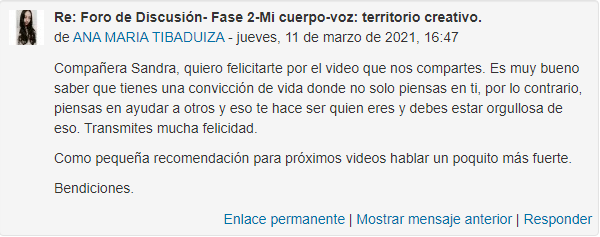 Re: Foro de Discusión- Fase 2-Mi cuerpo-voz: territorio creativo.
de ANA MARIA TIBADUIZA - jueves, 11 de marzo de 2021, 16:47
Compañera Sandra, quiero felicitarte por el video que nos compartes. Es muy bueno
saber que tienes una convicción de vida donde no solo piensas en ti, por lo contrario,
piensas en ayudar a otros y eso te hace ser quien eres y debes estar orgullosa de
eso. Transmites mucha felicidad.
Como pequeña recomendación para próximos videos hablar un poquito más fuerte.
Bendiciones.
Enlace permanente | Mostrar mensaje anterior | Responder